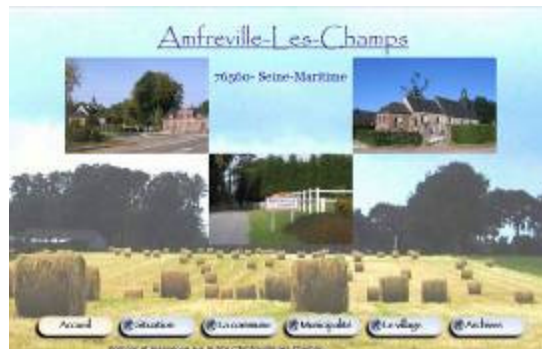 Amfreville-Les-Champs
76560- Seine-Maritime
Accueil
Situation
La commune
Municipalité
Le village
Archives